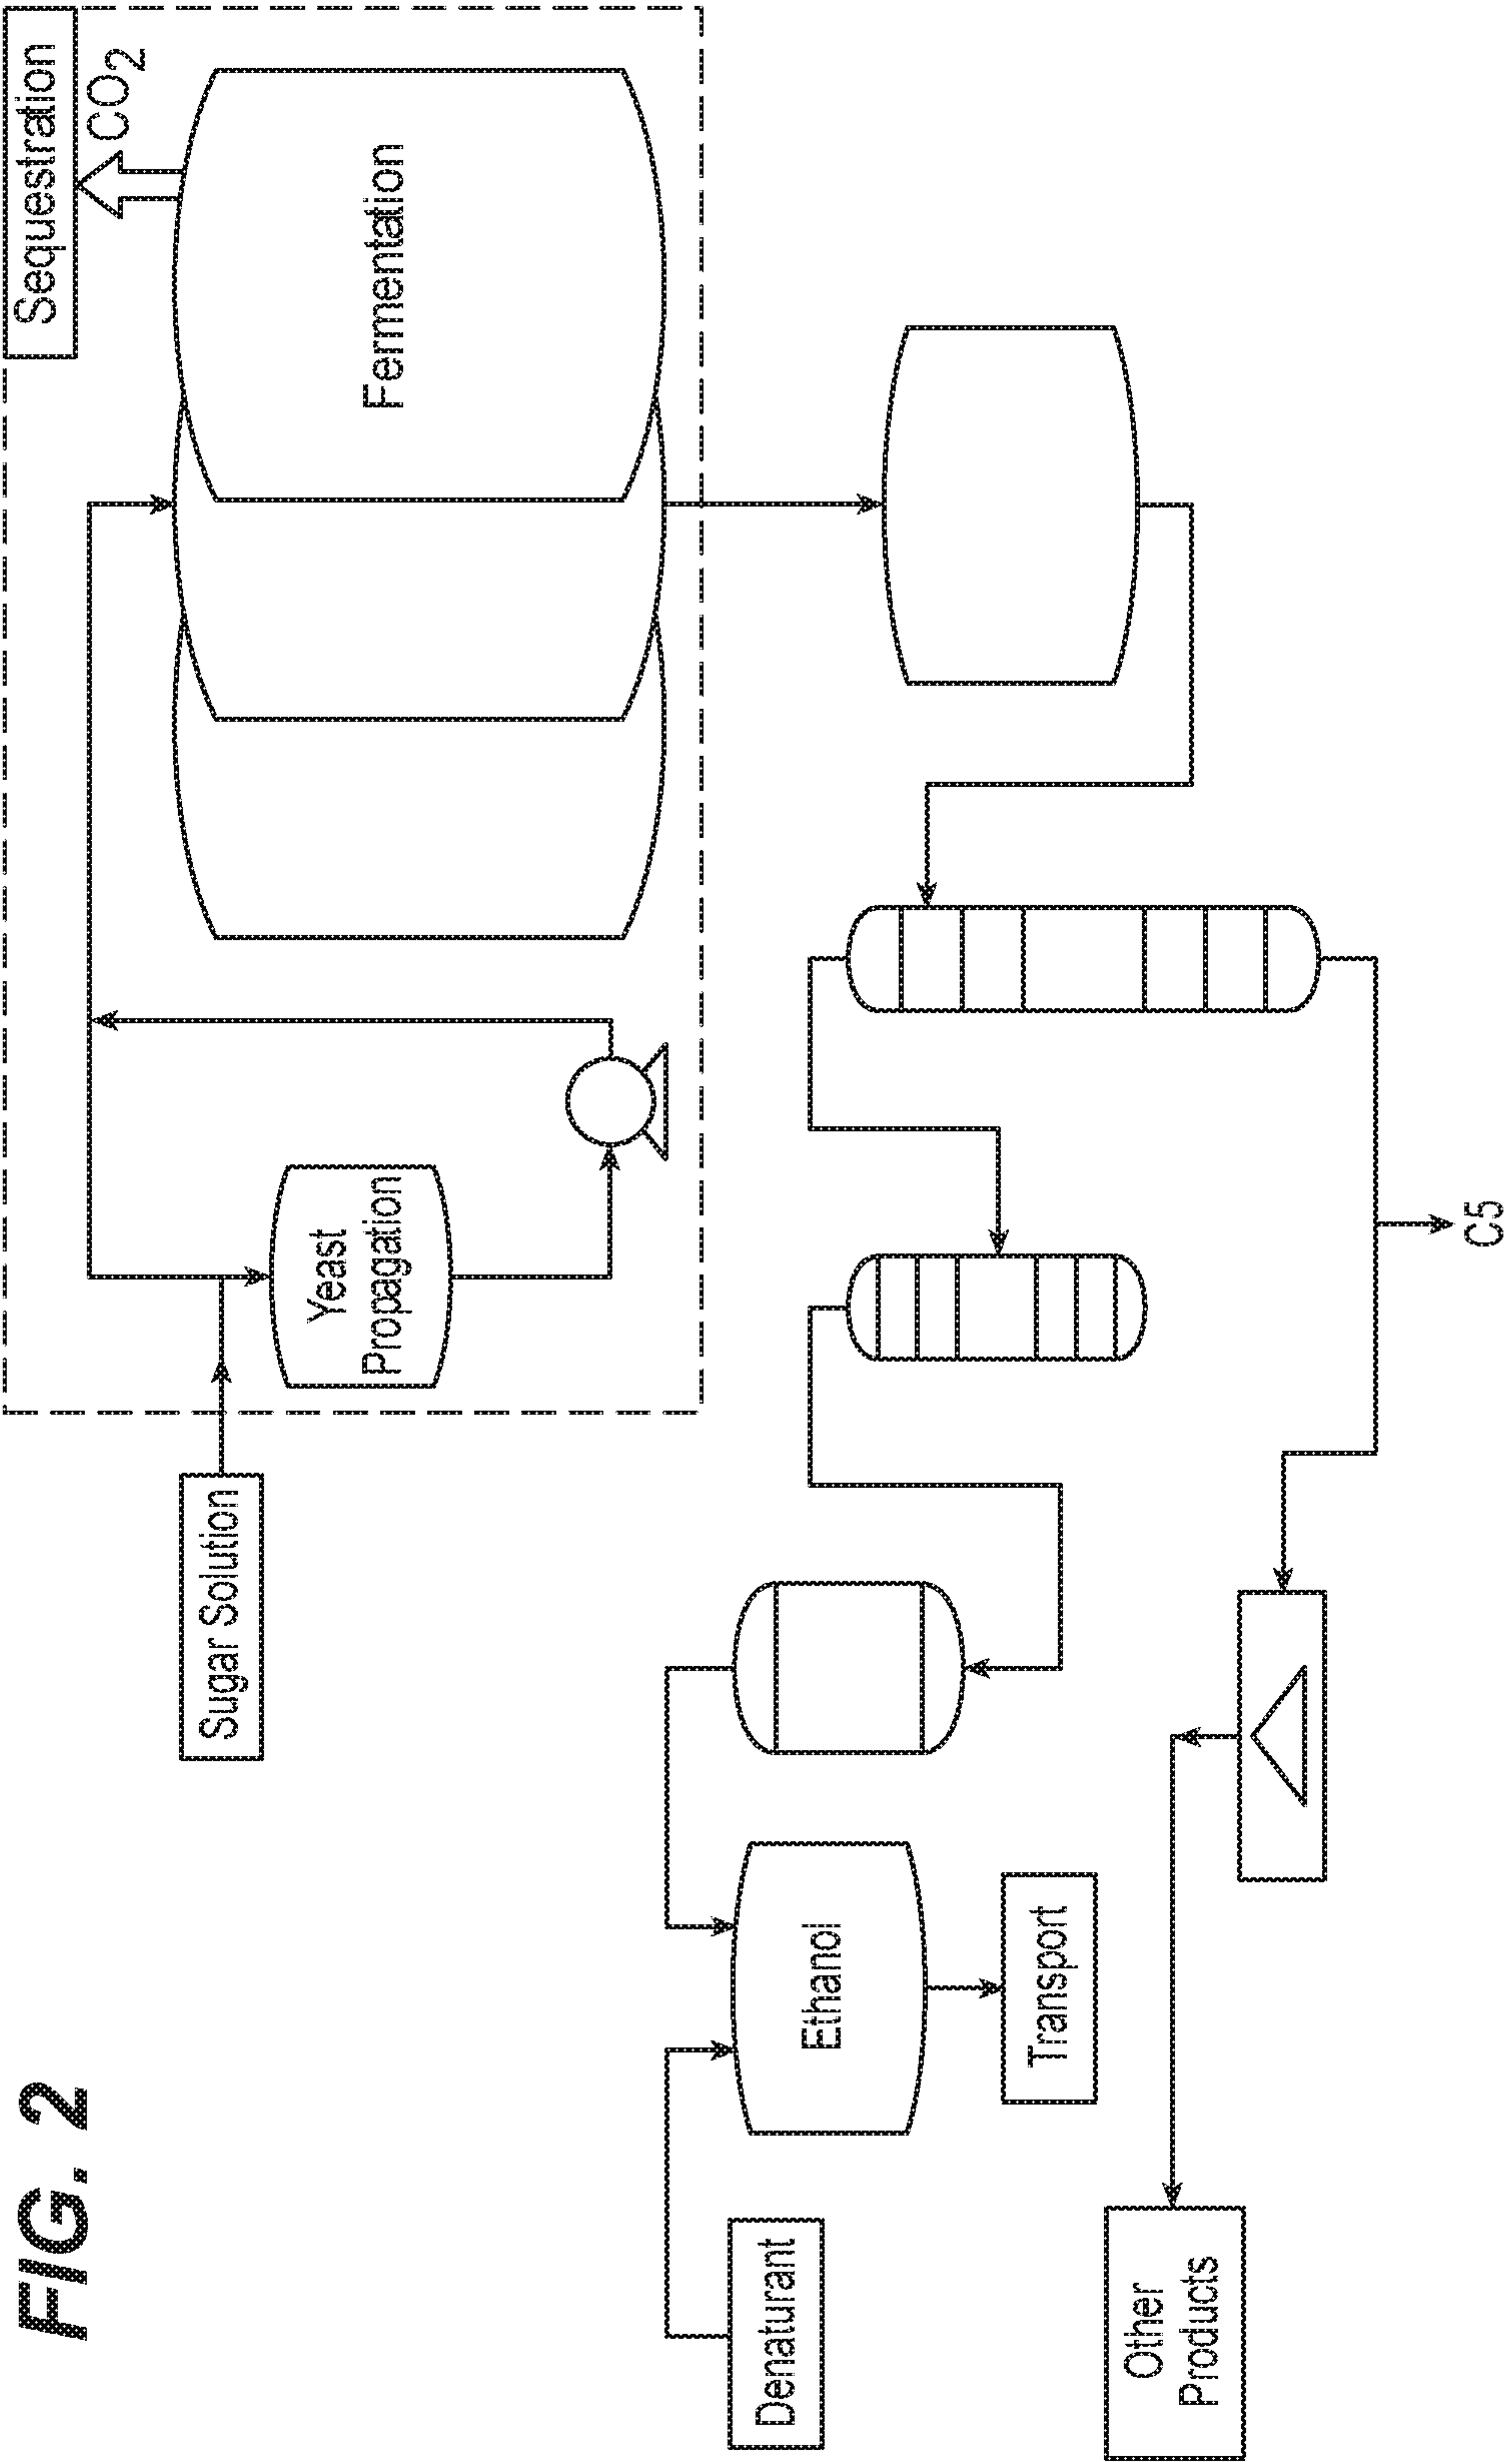 FIG. 2
Sugar Solution
Yeast
Propagation
Fermentation
CO2
Sequestration
Denaturant
Ethanol
Transport
Other
Products
C5